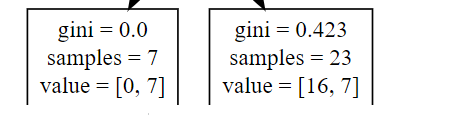 gini = 0.0
samples = 7
value = [0, 7]
gini = 0.423
samples = 23
value = [16, 7]